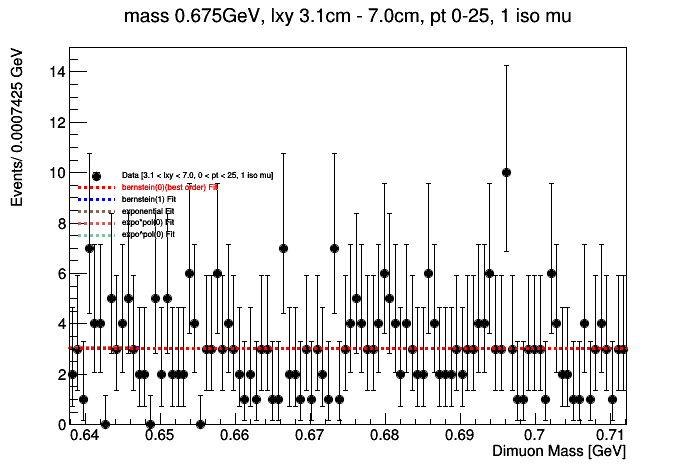 mass 0.675GeV, lxy 3.1cm - 7.0cm, pt 0-25, 1 iso mu
Events/ 0.0007425 GeV
14
12
10
8
6
4
2
0
Data [3.1 < lxy < 7.0, 0 < pt < 25, 1 iso mu]
bernstein(0)(best order) Fit
bernstein(1) Fit
exponential Fit
expo*pol(0) Fit
expo^pol(0) Fit
0.64 0.65 0.66 0.67 0.68 0.69 0.7 0.71
Dimuon Mass [GeV]